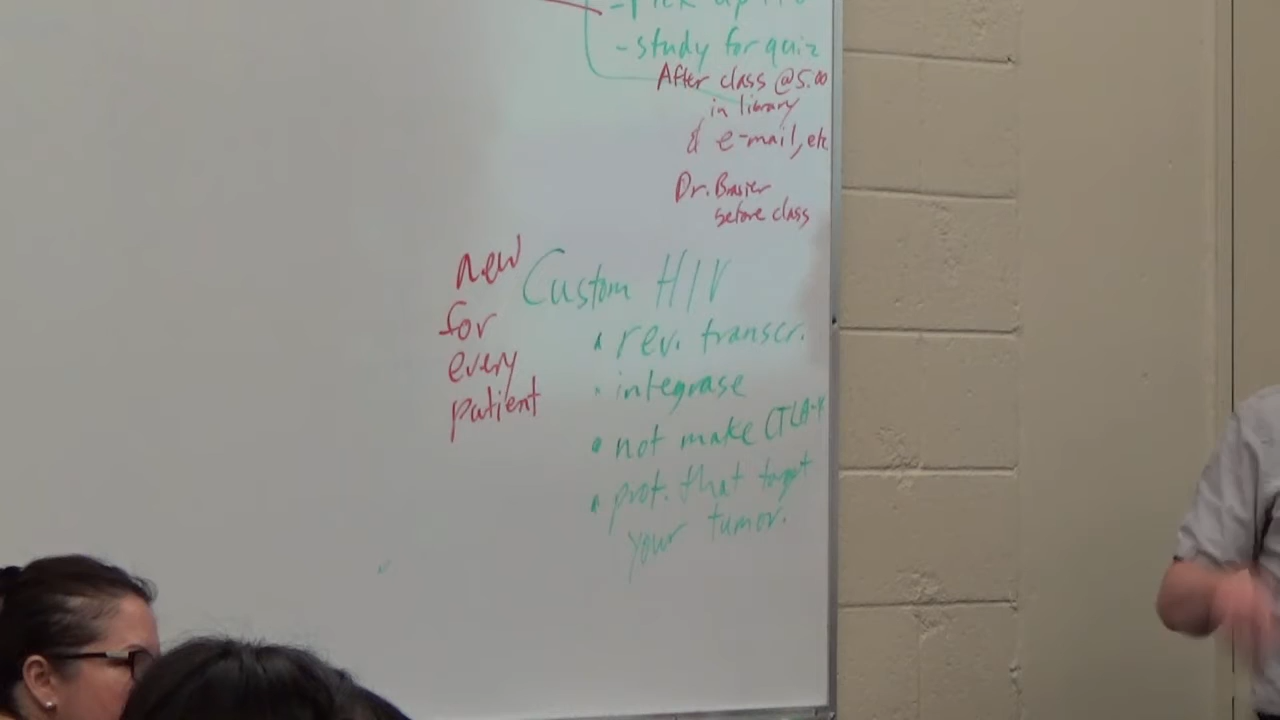 - study for quiz
After class @5:00
in library
& e-mail, etc
Dr. Brasier
before class
new
for
every
patient
Custom HIV
• rev. transcr.
• integrase
• not make CTLA-4
• prot. that target
your tumor.